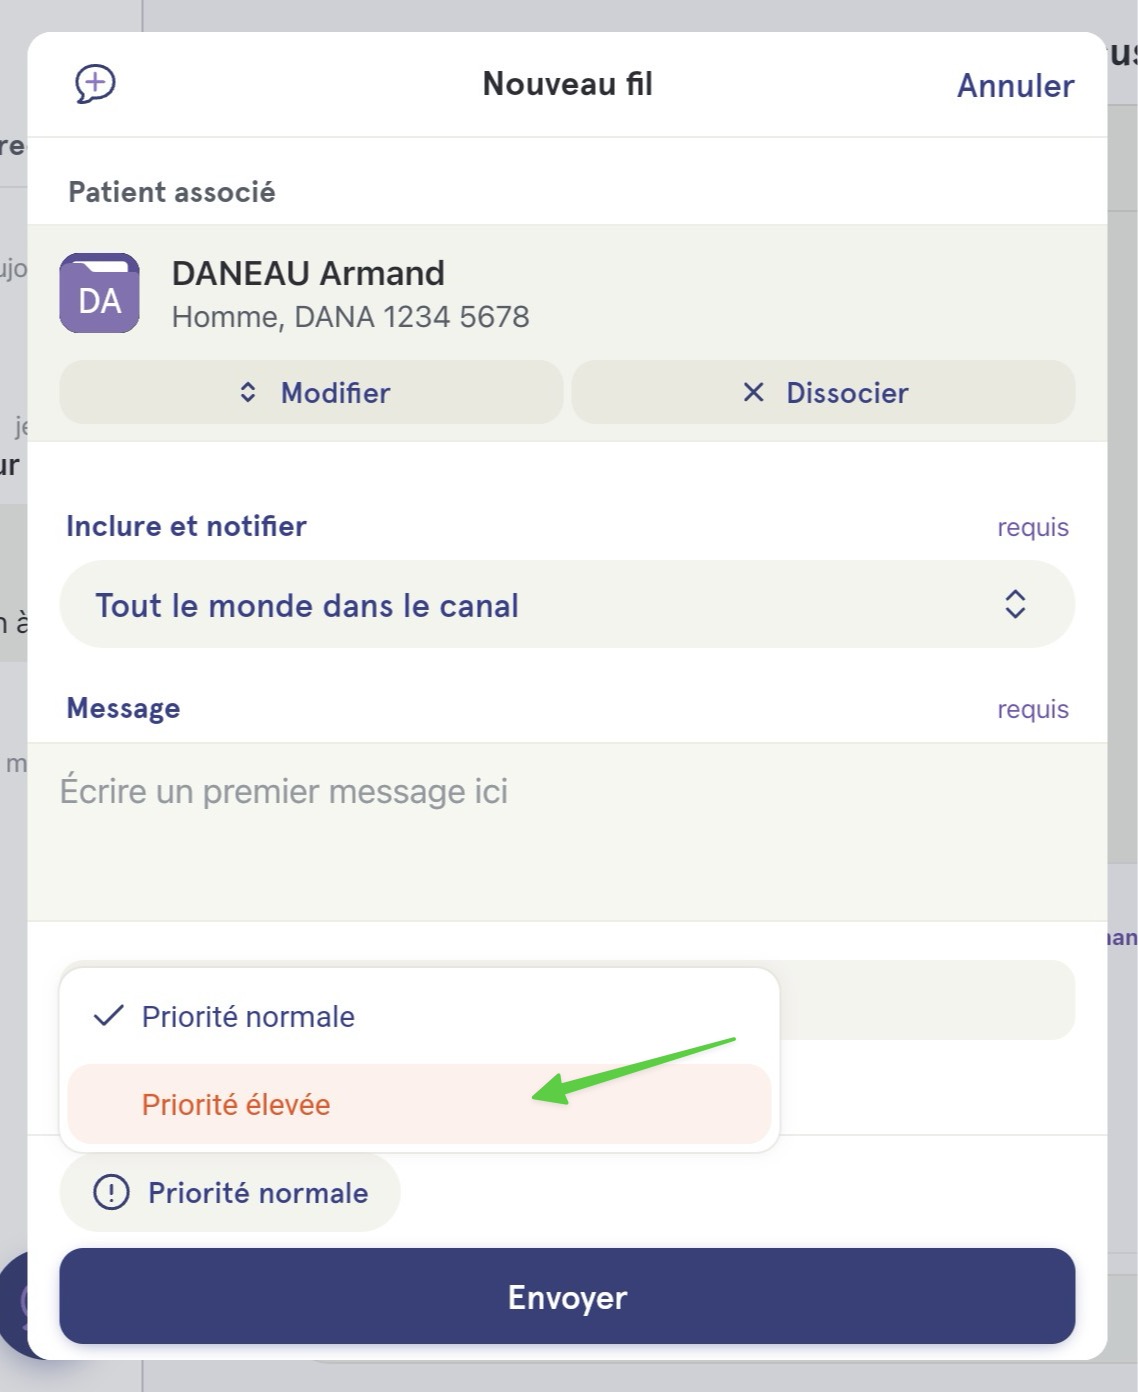 Nouveau fil
Annuler
Patient associé
DA
DANEAU Armand
Homme, DANA 1234 5678
Modifier
Dissocier
Inclure et notifier
requis
Tout le monde dans le canal
Message
requis
Écrire un premier message ici
Priorité normale
Priorité élevée
Priorité normale
Envoyer